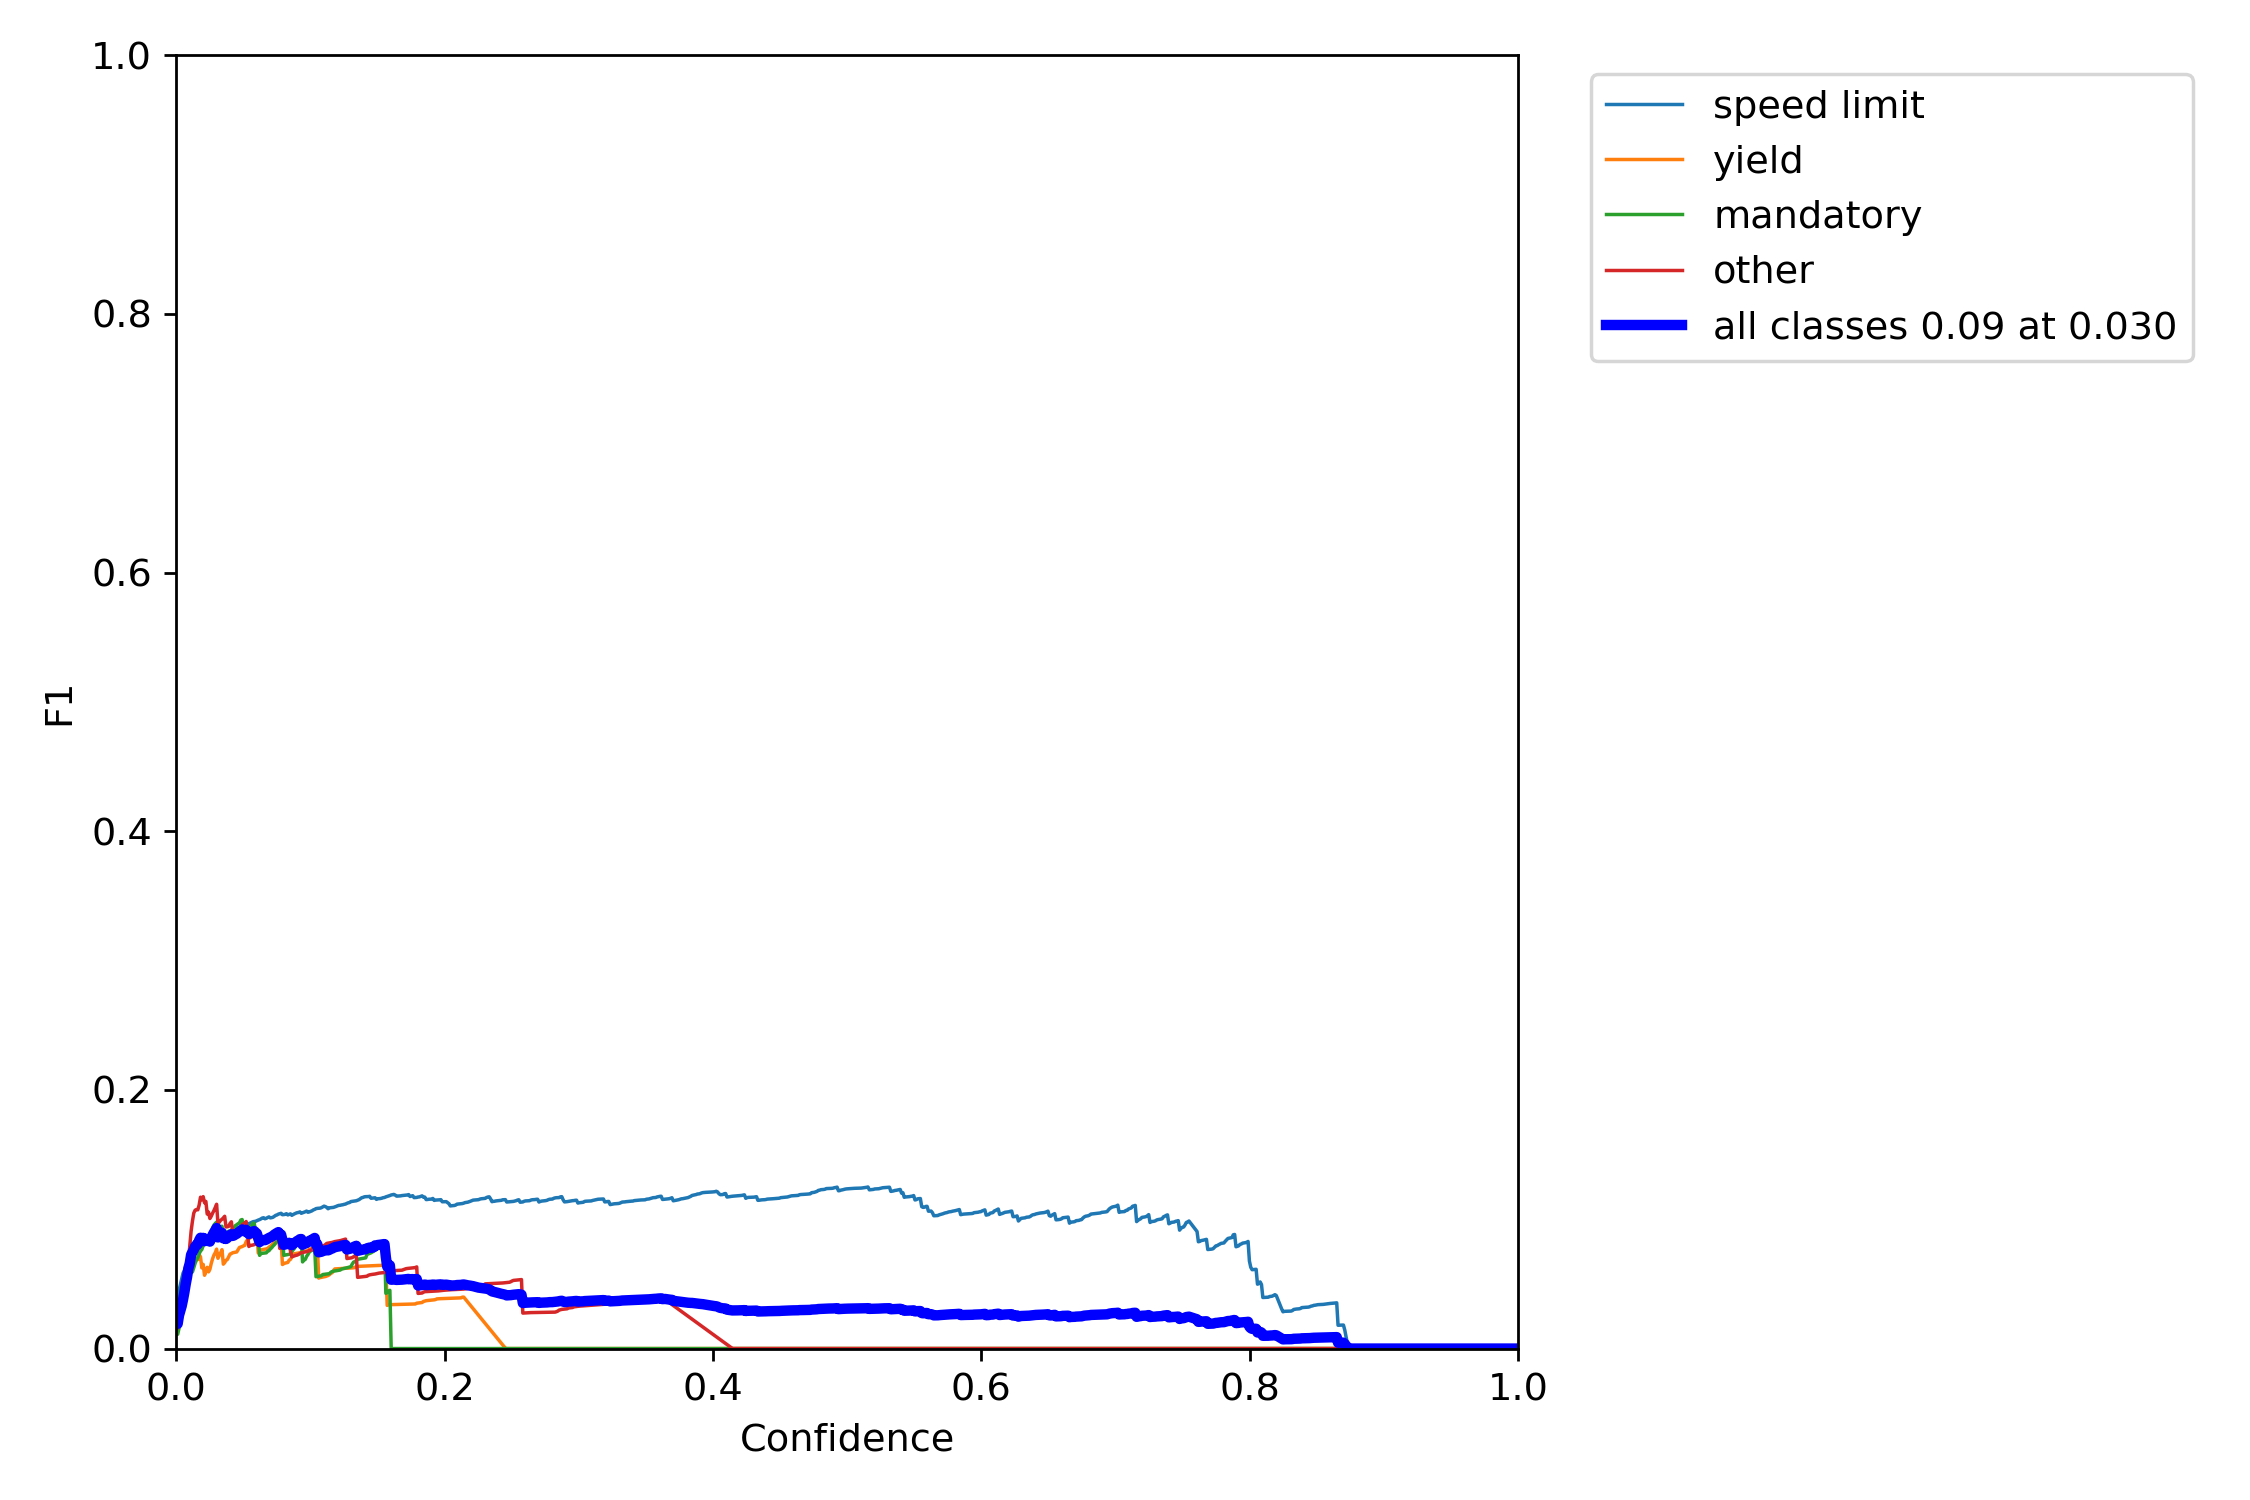 1.0
0.8
0.6
0.4
0.2
0.0
F1
0.0 0.2 0.4 0.6 0.8 1.0
Confidence
speed limit
yield
mandatory
other
all classes 0.09 at 0.030